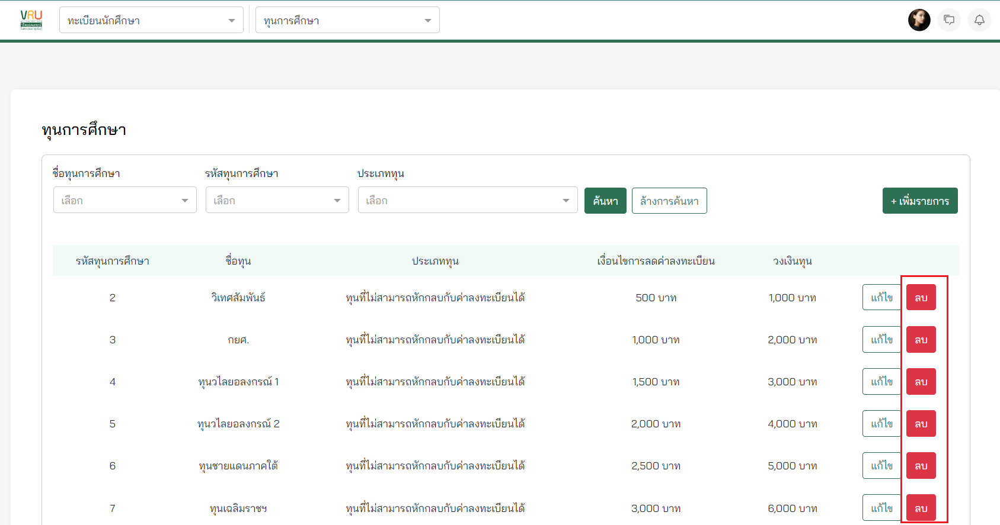 VRU
ทะเบียนนักศึกษา
ทุนการศึกษา
ทุนการศึกษา
ชื่อทุนการศึกษา รหัสทุนการศึกษา ประเภททุน
เลือก เลือก เลือก ค้นหา ล้างการค้นหา + เพิ่มรายการ
รหัสทุนการศึกษา ชื่อทุน ประเภททุน เงื่อนไขการลดค่าลงทะเบียน วงเงินทุน
2 วิเทศสัมพันธ์ ทุนที่ไม่สามารถหักกลบกับค่าลงทะเบียนได้ 500 บาท 1,000 บาท แก้ไข ลบ
3 กยศ. ทุนที่ไม่สามารถหักกลบกับค่าลงทะเบียนได้ 1,000 บาท 2,000 บาท แก้ไข ลบ
4 ทุนวไลยอลงกรณ์ 1 ทุนที่ไม่สามารถหักกลบกับค่าลงทะเบียนได้ 1,500 บาท 3,000 บาท แก้ไข ลบ
5 ทุนวไลยอลงกรณ์ 2 ทุนที่ไม่สามารถหักกลบกับค่าลงทะเบียนได้ 2,000 บาท 4,000 บาท แก้ไข ลบ
6 ทุนชายแดนภาคใต้ ทุนที่ไม่สามารถหักกลบกับค่าลงทะเบียนได้ 2,500 บาท 5,000 บาท แก้ไข ลบ
7 ทุนเฉลิมราชฯ ทุนที่ไม่สามารถหักกลบกับค่าลงทะเบียนได้ 3,000 บาท 6,000 บาท แก้ไข ลบ